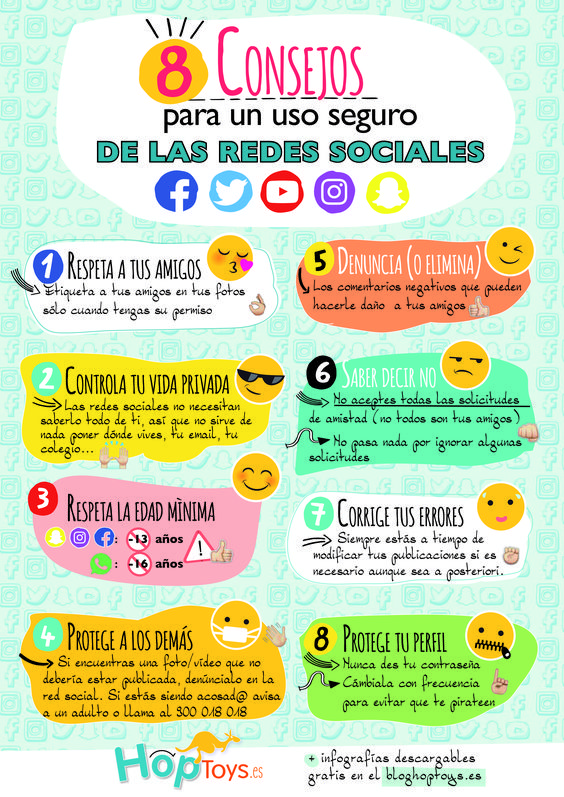 8 CONSEJOS
para un uso seguro
DE LAS REDES SOCIALES
1 RESPETA A TUS AMIGOS
Etiqueta a tus amigos en tus fotos
sólo cuando tengas su permiso
2 CONTROLA TU VIDA PRIVADA
Las redes sociales no necesitan
saberlo todo de ti, así que no sirve de
nada poner dónde vives, tu email, tu
colegio...
3 RESPETA LA EDAD MÌNIMA
: -13 años
: -16 años
!
4 PROTEGE A LOS DEMÁS
Si encuentras una foto/vídeo que no
debería estar publicada, denúncialo en la
red social. Si estás siendo acosad@ avisa
a un adulto o llama al 300 018 018
5 DENUNCIA (O ELIMINA)
Los comentarios negativos que pueden
hacerle daño a tus amigos
6 SABER DECIR NO
No aceptes todas las solicitudes
de amistad (no todos son tus amigos)
No pasa nada por ignorar algunas
solicitudes
7 CORRIGE TUS ERRORES
Siempre estás a tiempo de
modificar tus publicaciones si es
necesario aunque sea a posteriori.
8 PROTEGE TU PERFIL
Nunca des tu contraseña
Cámbiala con frecuencia
para evitar que te pirateen
HopToys.es
+ infografías descargables
gratis en el bloghoptoys.es